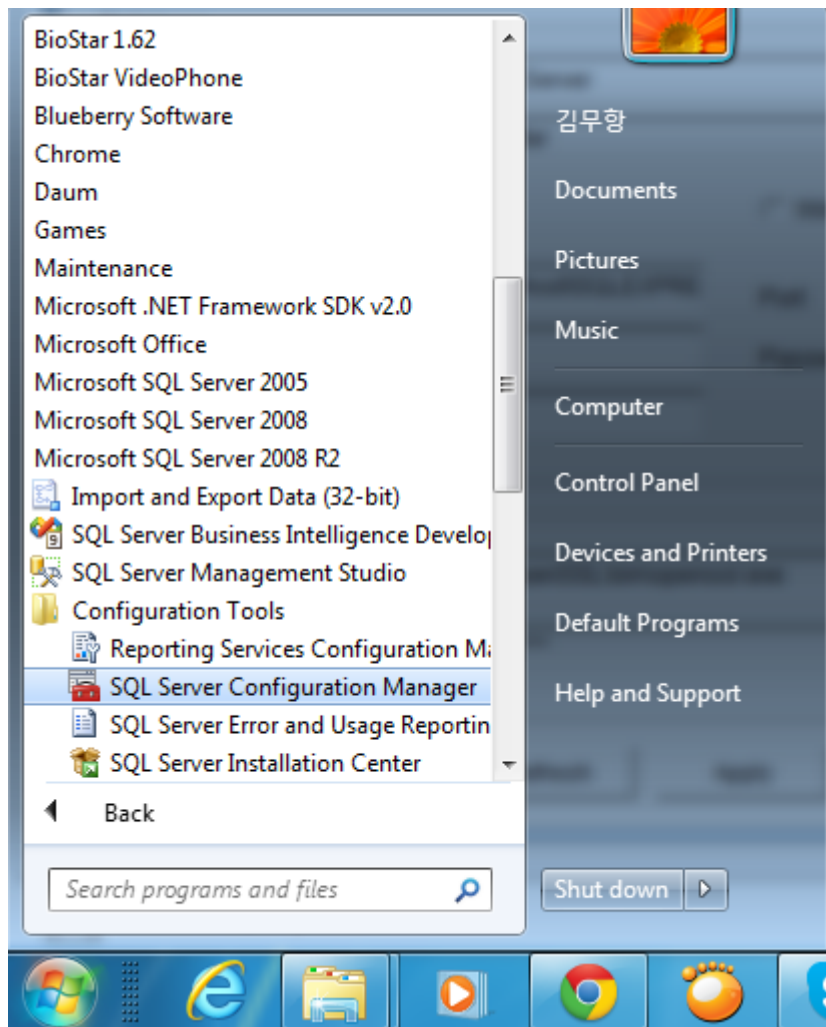 BioStar 1.62
BioStar VideoPhone
Blueberry Software
Chrome
Daum
Games
Maintenance
Microsoft .NET Framework SDK v2.0
Microsoft Office
Microsoft SQL Server 2005
Microsoft SQL Server 2008
Microsoft SQL Server 2008 R2
Import and Export Data (32-bit)
SQL Server Business Intelligence Develop
SQL Server Management Studio
Configuration Tools
Reporting Services Configuration Ma
SQL Server Configuration Manager
SQL Server Error and Usage Reportin
SQL Server Installation Center
Back
Search programs and files
김무항
Documents
Pictures
Music
Computer
Control Panel
Devices and Printers
Default Programs
Help and Support
Shut down